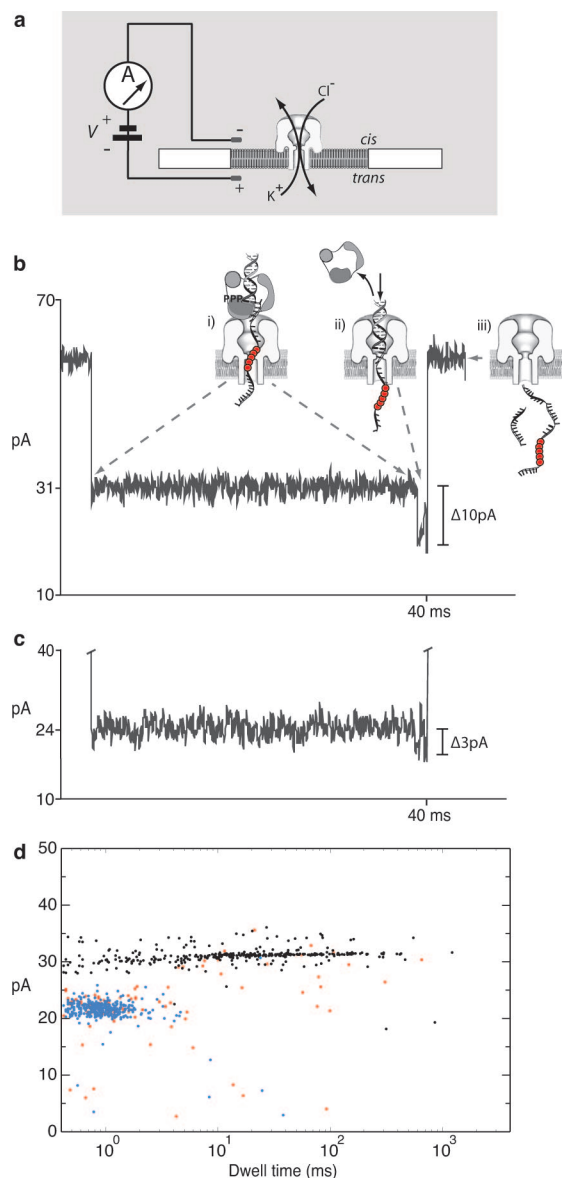 a
A
V
+
-
-
+
Cl⁻
K⁺
cis
trans
b
70
pA
31
10
PPP
i)
ii)
iii)
Δ10pA
40 ms
c
40
pA
24
10
Δ3pA
40 ms
d
50
40
30
pA
20
10
0
10⁰ 10¹ 10² 10³
Dwell time (ms)